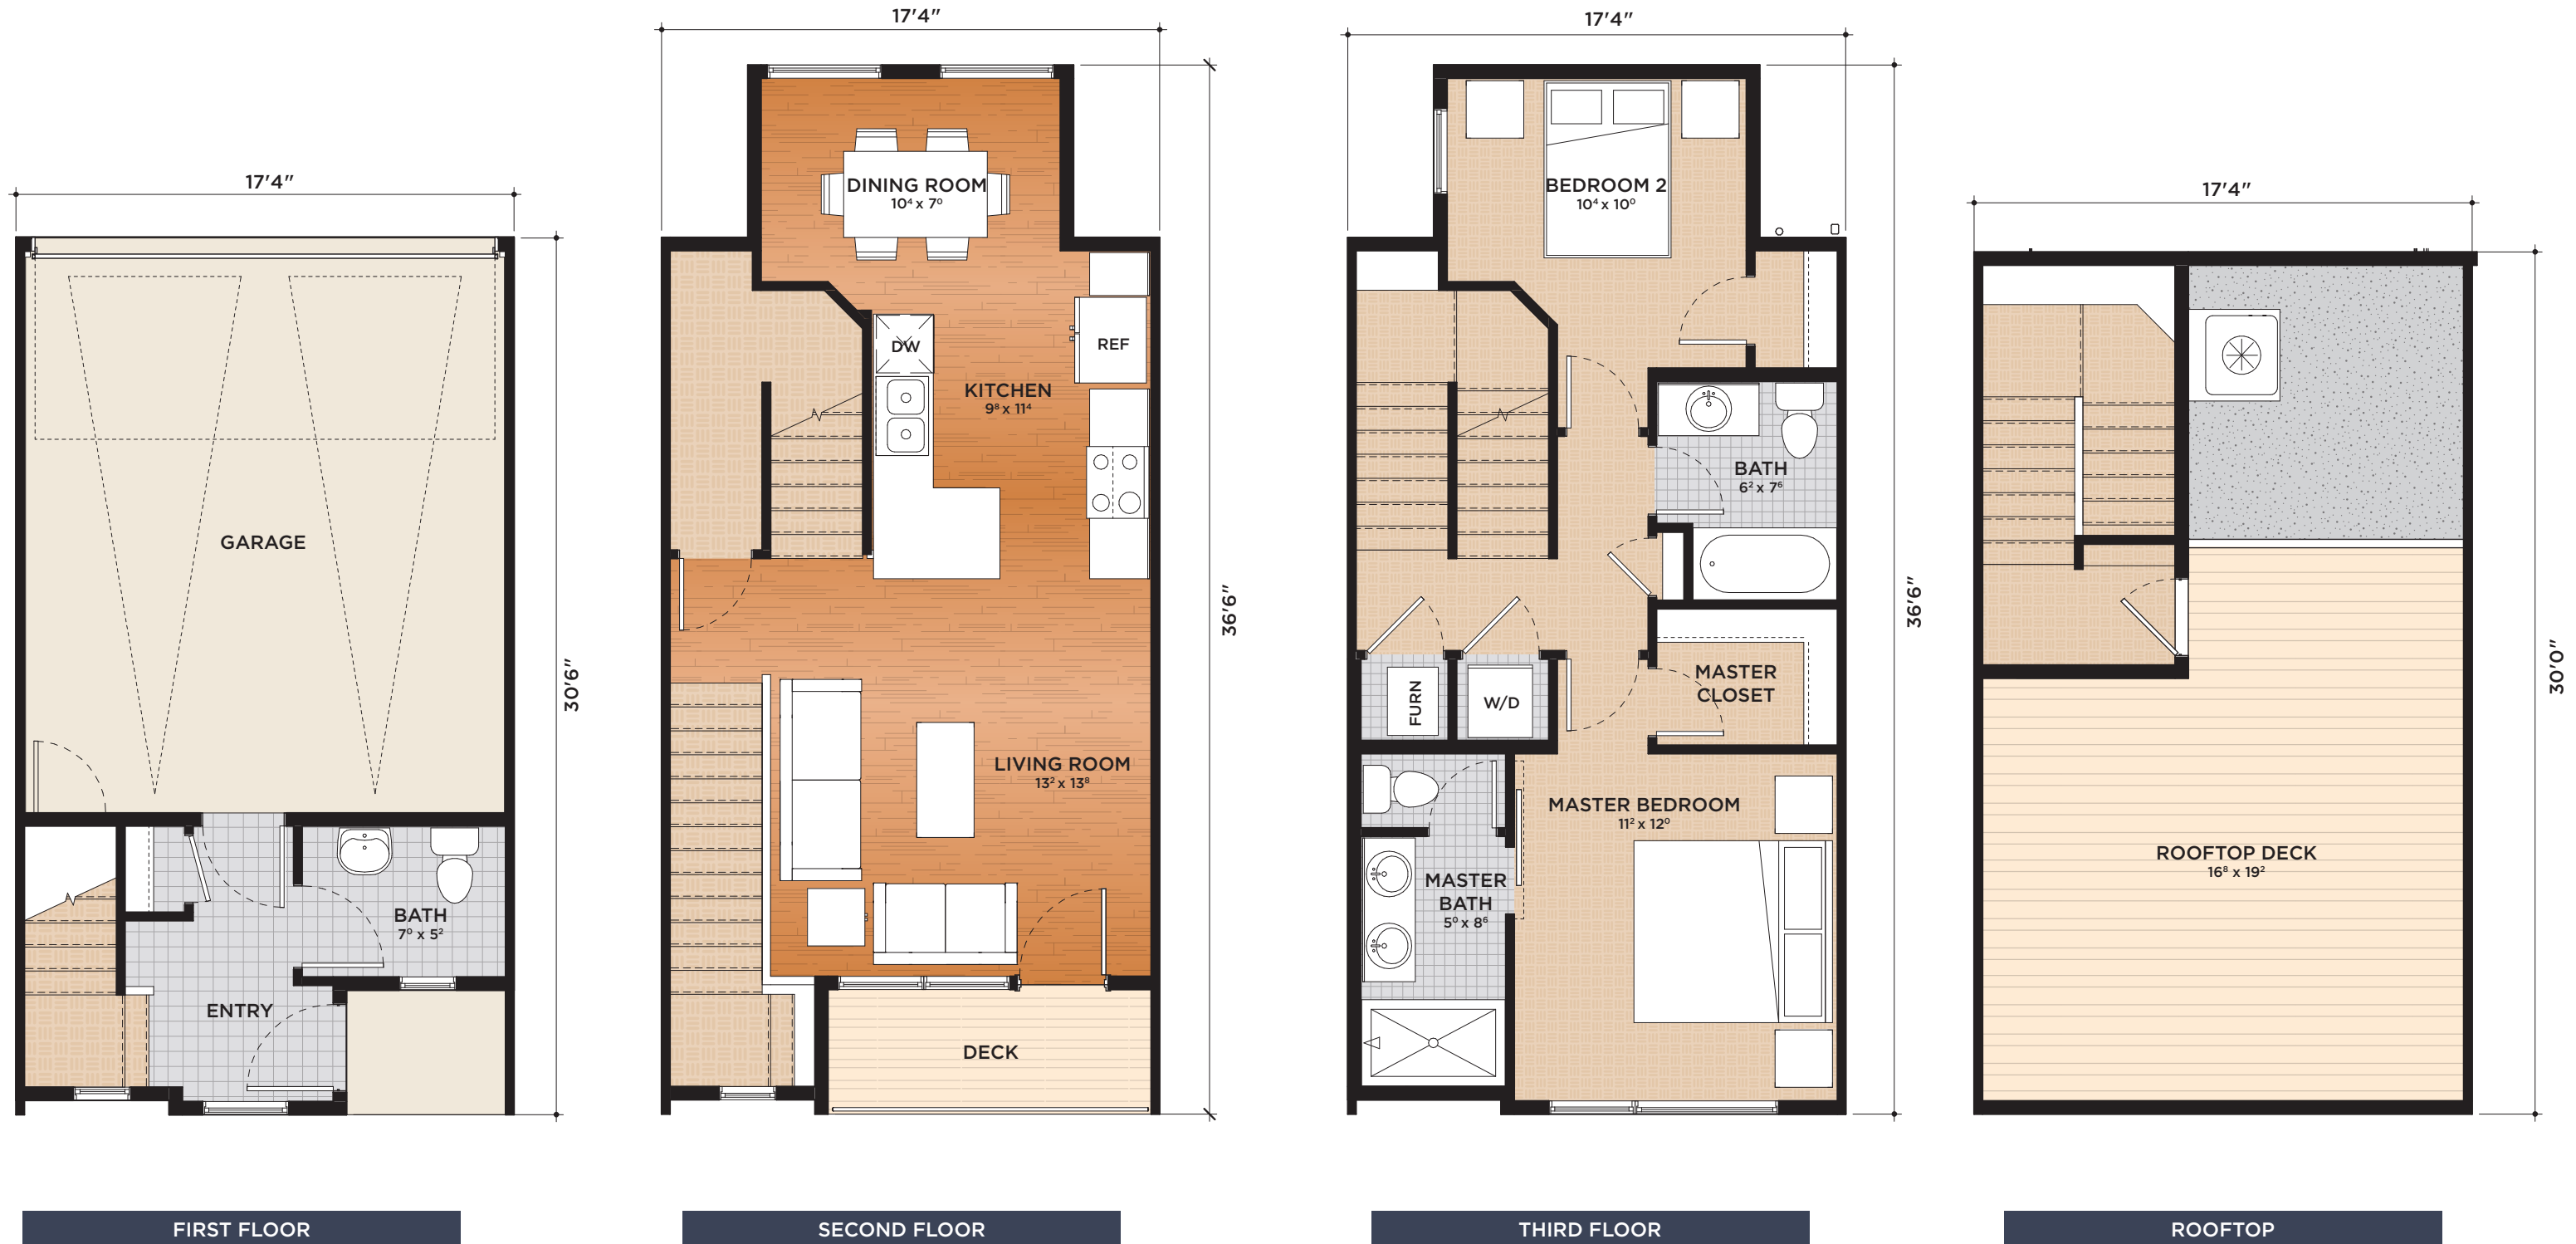 17'4"
30'6"
GARAGE
BATH
7⁰ x 5²
ENTRY
FIRST FLOOR
17'4"
36'6"
DINING ROOM
10⁴ x 7⁰
DW
REF
KITCHEN
9⁸ x 11⁴
LIVING ROOM
13² x 13⁸
DECK
SECOND FLOOR
17'4"
36'6"
BEDROOM 2
10⁴ x 10⁰
BATH
6² x 7⁶
MASTER
CLOSET
FURN
W/D
MASTER BEDROOM
11² x 12⁰
MASTER
BATH
5⁰ x 8⁶
THIRD FLOOR
17'4"
30'0"
ROOFTOP DECK
16⁸ x 19²
ROOFTOP